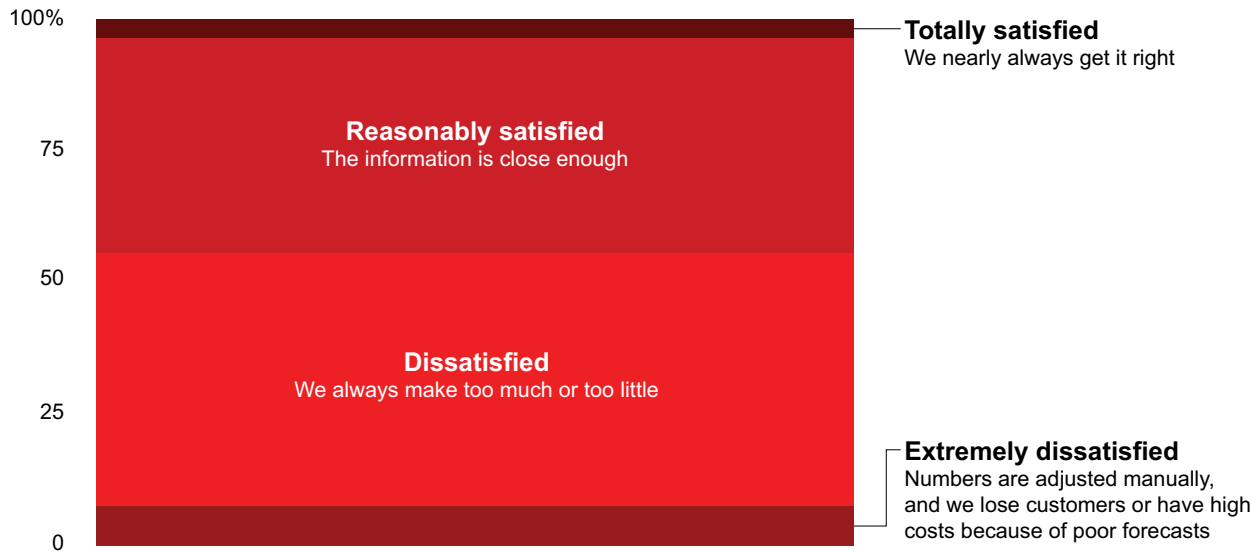 100%
Totally satisfied
We nearly always get it right
Reasonably satisfied
75
The information is close enough
50
Dissatisfied
We always make too much or too little
25
Extremely dissatisfied
Numbers are adjusted manually,
and we lose customers or have high
costs because of poor forecasts
0